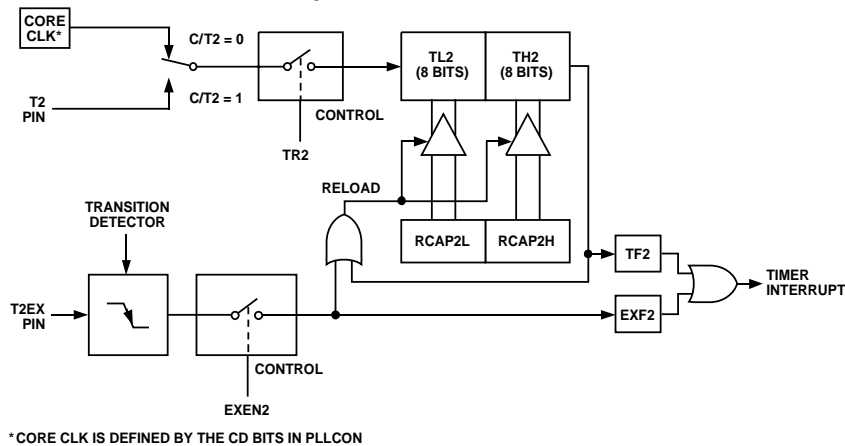 CORE
CLK*
C/T2 = 0
T2
PIN
C/T2 = 1
CONTROL
TR2
TL2
(8 BITS)
TH2
(8 BITS)
RELOAD
TRANSITION
DETECTOR
RCAP2L
RCAP2H
T2EX
PIN
CONTROL
EXEN2
TF2
EXF2
TIMER
INTERRUPT
*CORE CLK IS DEFINED BY THE CD BITS IN PLLCON